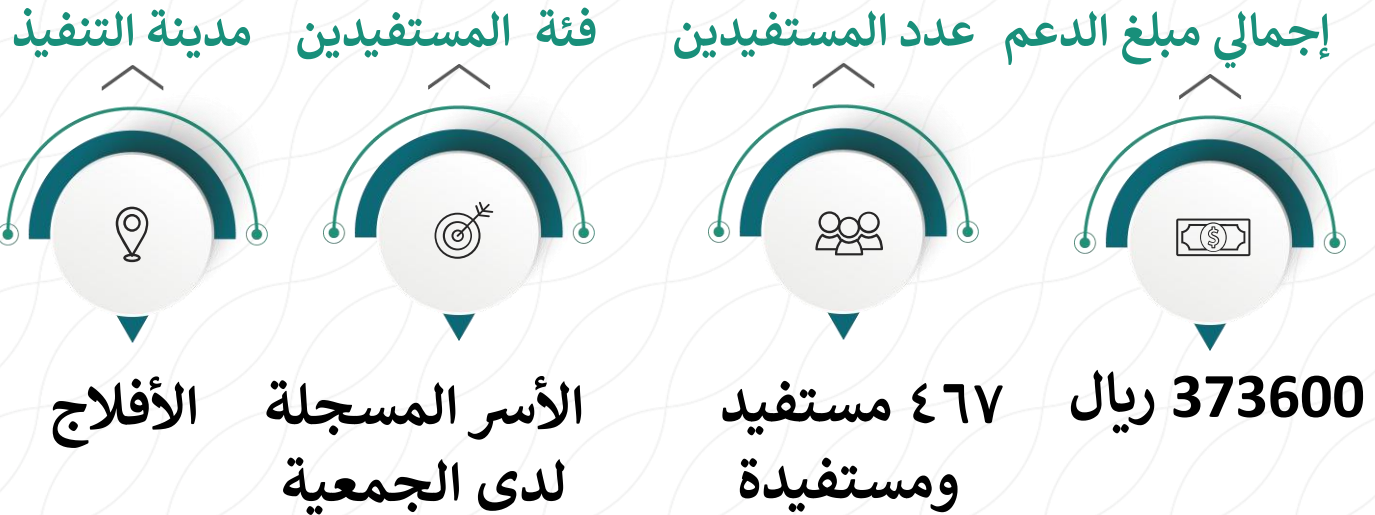 إجمالي مبلغ الدعم
373600 ريال
عدد المستفيدين
٤٦٧ مستفيد
ومستفيدة
فئة المستفيدين
الأسر المسجلة
لدى الجمعية
مدينة التنفيذ
الأفلاج